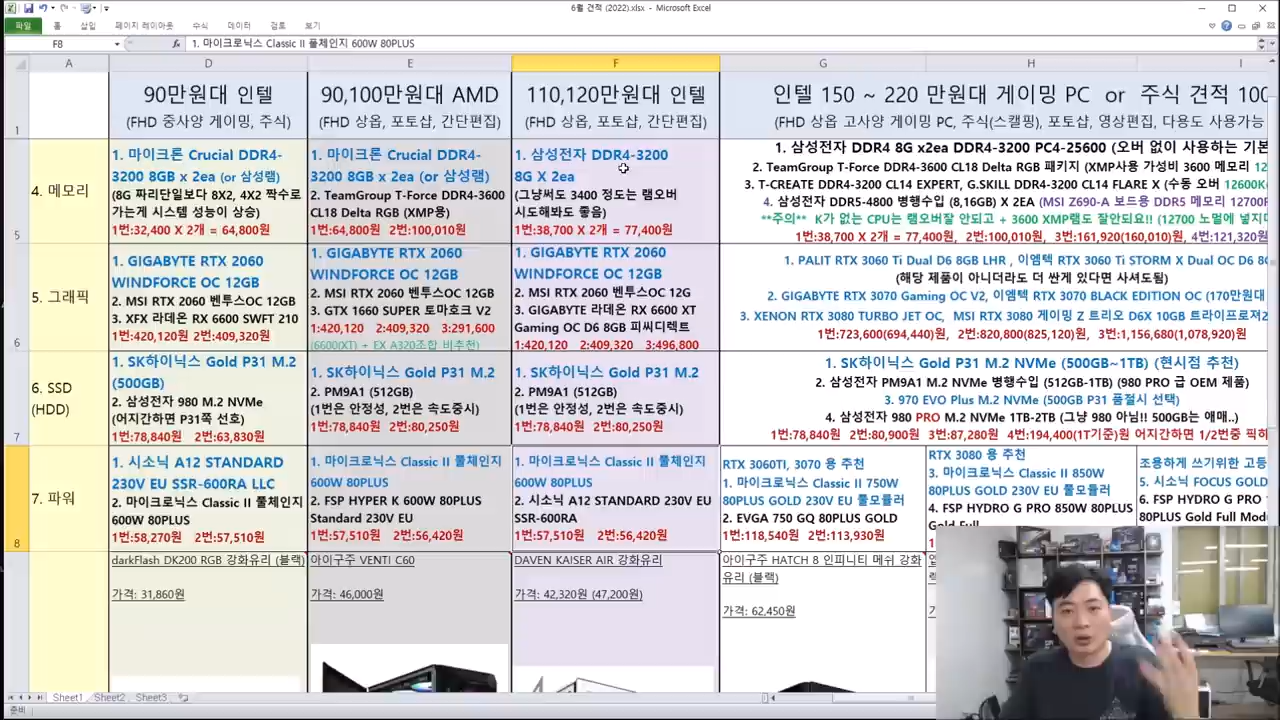 6월 견적 (2022).xlsx - Microsoft Excel
파일 홈 삽입 페이지 레이아웃 수식 데이터 검토 보기
F8 fx 1. 마이크로닉스 Classic II 풀체인지 600W 80PLUS
A D E F G H I
1
90만원대 인텔
(FHD 중사양 게이밍, 주식)
90,100만원대 AMD
(FHD 상옵, 포토샵, 간단편집)
110,120만원대 인텔
(FHD 상옵, 포토샵, 간단편집)
인텔 150 ~ 220 만원대 게이밍 PC or 주식 견적 100
(FHD 상옵 고사양 게이밍 PC, 주식(스캘핑), 포토샵, 영상편집, 다용도 사용가능
5
4. 메모리
1. 마이크론 Crucial DDR4-
3200 8GB x 2ea (or 삼성램)
(8G 짜리단일보다 8X2, 4X2 짝수로
가는게 시스템 성능이 상승)
1번:32,400 X 2개 = 64,800원
1. 마이크론 Crucial DDR4-
3200 8GB x 2ea (or 삼성램)
2. TeamGroup T-Force DDR4-3600
CL18 Delta RGB (XMP용)
1번:64,800원 2번:100,010원
1. 삼성전자 DDR4-3200
8G X 2ea
(그냥써도 3400 정도는 램오버
시도해봐도 좋음)
1번:38,700 X 2개 = 77,400원
1. 삼성전자 DDR4 8G x2ea DDR4-3200 PC4-25600 (오버 없이 사용하는 기본
2. TeamGroup T-Force DDR4-3600 CL18 Delta RGB 패키지 (XMP사용 가성비 3600 메모리 12
3. T-CREATE DDR4-3200 CL14 EXPERT, G.SKILL DDR4-3200 CL14 FLARE X (수동 오버 12600K
4. 삼성전자 DDR5-4800 병행수입 (8,16GB) X 2EA (MSI Z690-A 보드용 DDR5 메모리 12700F
**주의** K가 없는 CPU는 램오버잘 안되고 + 3600 XMP램도 잘안되요!! (12700 노멀에 넣지마
1번:38,700 X 2개 = 77,400원, 2번:100,010원, 3번:161,920(160,010)원, 4번:121,320원
6
5. 그래픽
1. GIGABYTE RTX 2060
WINDFORCE OC 12GB
2. MSI RTX 2060 벤투스OC 12GB
3. XFX 라데온 RX 6600 SWFT 210
1번:420,120원 2번:409,320원
1. GIGABYTE RTX 2060
WINDFORCE OC 12GB
2. MSI RTX 2060 벤투스OC 12GB
3. GTX 1660 SUPER 토마호크 V2
1:420,120 2:409,320 3:291,600
(6600(XT) + EX A320조합 비추천)
1. GIGABYTE RTX 2060
WINDFORCE OC 12GB
2. MSI RTX 2060 벤투스OC 12G
3. GIGABYTE 라데온 RX 6600 XT
Gaming OC D6 8GB 피씨디렉트
1:420,120 2:409,320 3:496,800
1. PALIT RTX 3060 Ti Dual D6 8GB LHR , 이엠텍 RTX 3060 Ti STORM X Dual OC D6 8G
(해당 제품이 아니더라도 더 싼게 있다면 사셔도됨)
2. GIGABYTE RTX 3070 Gaming OC V2, 이엠텍 RTX 3070 BLACK EDITION OC (170만원대
3. XENON RTX 3080 TURBO JET OC, MSI RTX 3080 게이밍 Z 트리오 D6X 10GB 트라이프로져2
1번:723,600(694,440)원, 2번:820,800(825,120)원, 3번:1,156,680(1,078,920)원
7
6. SSD
(HDD)
1. SK하이닉스 Gold P31 M.2
(500GB)
2. 삼성전자 980 M.2 NVMe
(어지간하면 P31쪽 선호)
1번:78,840원 2번:63,830원
1. SK하이닉스 Gold P31 M.2
2. PM9A1 (512GB)
(1번은 안정성, 2번은 속도중시)
1번:78,840원 2번:80,250원
1. SK하이닉스 Gold P31 M.2
2. PM9A1 (512GB)
(1번은 안정성, 2번은 속도중시)
1번:78,840원 2번:80,250원
1. SK하이닉스 Gold P31 M.2 NVMe (500GB~1TB) (현시점 추천)
2. 삼성전자 PM9A1 M.2 NVMe 병행수입 (512GB-1TB) (980 PRO 급 OEM 제품)
3. 970 EVO Plus M.2 NVMe (500GB P31 품절시 선택)
4. 삼성전자 980 PRO M.2 NVMe 1TB-2TB (그냥 980 아님!! 500GB는 애매..)
1번:78,840원 2번:80,900원 3번:87,280원 4번:194,400(1T기준)원 어지간하면 1/2번중 픽하
8
7. 파워
1. 시소닉 A12 STANDARD
230V EU SSR-600RA LLC
2. 마이크로닉스 Classic II 풀체인지
600W 80PLUS
1번:58,270원 2번:57,510원
1. 마이크로닉스 Classic II 풀체인지
600W 80PLUS
2. FSP HYPER K 600W 80PLUS
Standard 230V EU
1번:57,510원 2번:56,420원
1. 마이크로닉스 Classic II 풀체인지
600W 80PLUS
2. 시소닉 A12 STANDARD 230V EU
SSR-600RA
1번:57,510원 2번:56,420원
RTX 3060TI, 3070 용 추천
1. 마이크로닉스 Classic II 750W
80PLUS GOLD 230V EU 풀모듈러
2. EVGA 750 GQ 80PLUS GOLD
1번:118,540원 2번:113,930원
RTX 3080 용 추천
3. 마이크로닉스 Classic II 850W
80PLUS GOLD 230V EU 풀모듈러
4. FSP HYDRO G PRO 850W 80PLUS
Gold Full
조용하게 쓰기위한 고등
5. 시소닉 FOCUS GOLD
6. FSP HYDRO G PRO
80PLUS Gold Full Mod
darkFlash DK200 RGB 강화유리 (블랙)
가격: 31,860원
아이구주 VENTI C60
가격: 46,000원
DAVEN KAISER AIR 강화유리
가격: 42,320원 (47,200원)
아이구주 HATCH 8 인피니티 메쉬 강화
유리 (블랙)
가격: 62,450원
Sheet1 Sheet2 Sheet3
준비